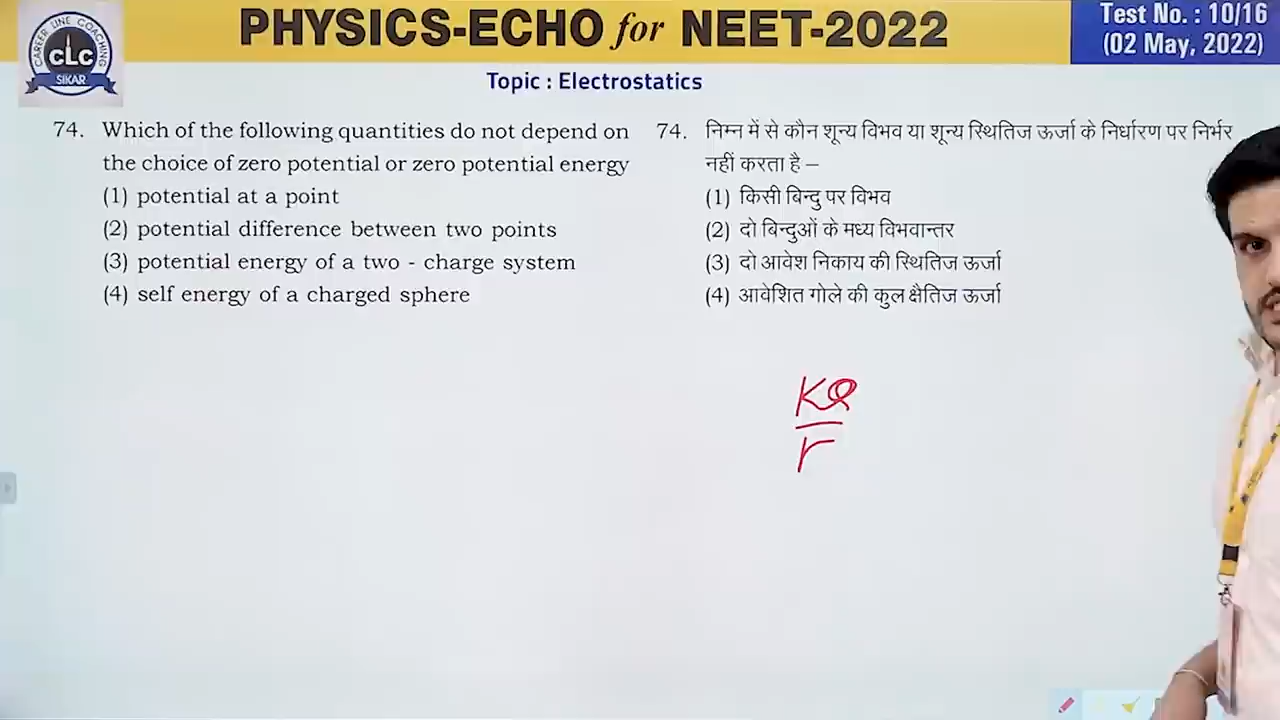 PHYSICS-ECHO for NEET-2022
Test No. : 10/16
(02 May, 2022)
CAREER LINE COACHING
CLC
SIKAR
Topic : Electrostatics
74. Which of the following quantities do not depend on
the choice of zero potential or zero potential energy
(1) potential at a point
(2) potential difference between two points
(3) potential energy of a two - charge system
(4) self energy of a charged sphere
74. निम्न में से कौन शून्य विभव या शून्य स्थितिज ऊर्जा के निर्धारण पर निर्भर
नहीं करता है –
(1) किसी बिन्दु पर विभव
(2) दो बिन्दुओं के मध्य विभवान्तर
(3) दो आवेश निकाय की स्थितिज ऊर्जा
(4) आवेशित गोले की कुल क्षैतिज ऊर्जा
KQ
r